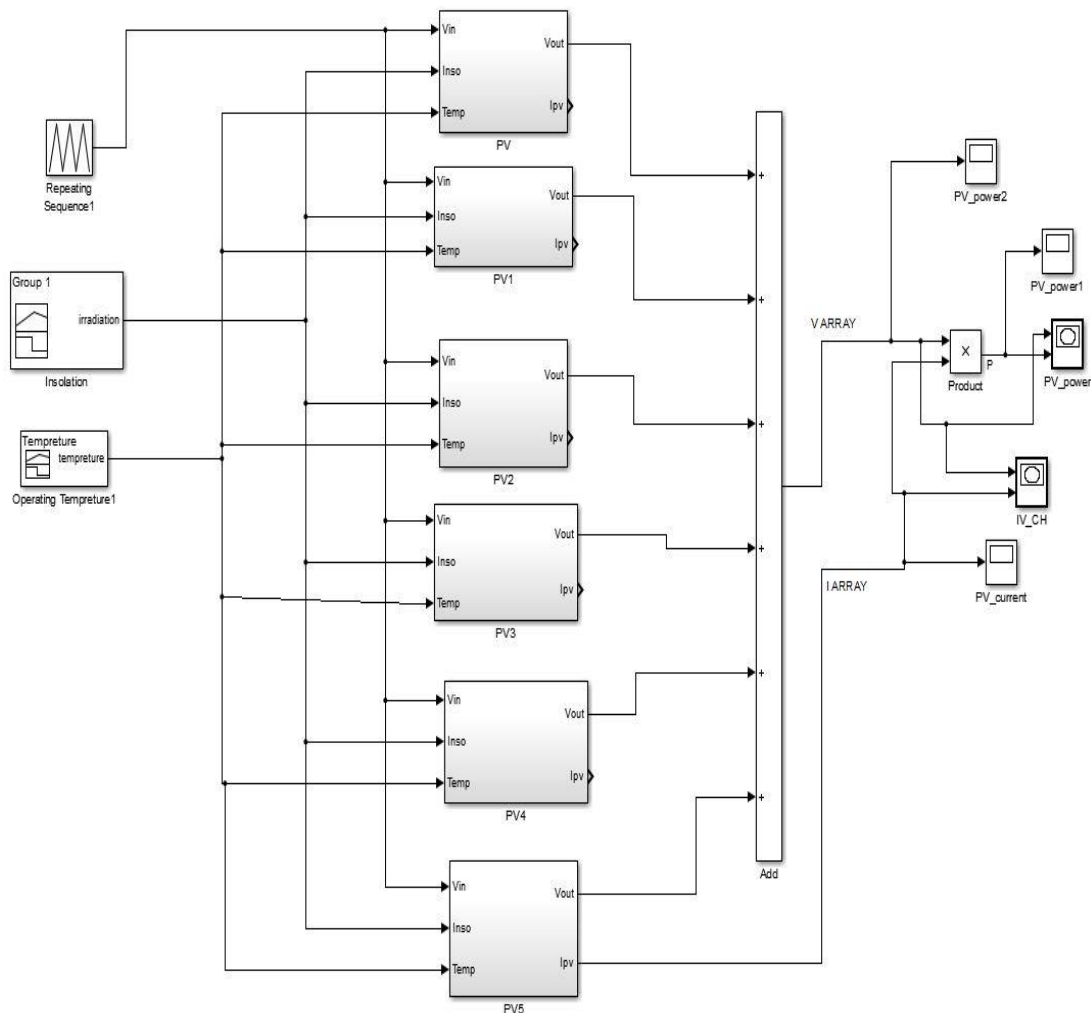 Vin
Vout
Inso
Ipv
Temp
PV
Repeating
Sequence1
Vin
Vout
Inso
Ipv
Temp
PV1
Group 1
irradiation
Insolation
Vin
Vout
Inso
Ipv
Temp
PV2
Tempreture
tempreture
Operating Tempreture1
Vin
Vout
Inso
Ipv
Temp
PV3
Vin
Vout
Inso
Ipv
Temp
PV4
Vin
Vout
Inso
Ipv
Temp
PV5
+
+
+
+
+
+
Add
V ARRAY
I ARRAY
PV_power2
PV_power1
X
P
Product
PV_power
IV_CH
PV_current